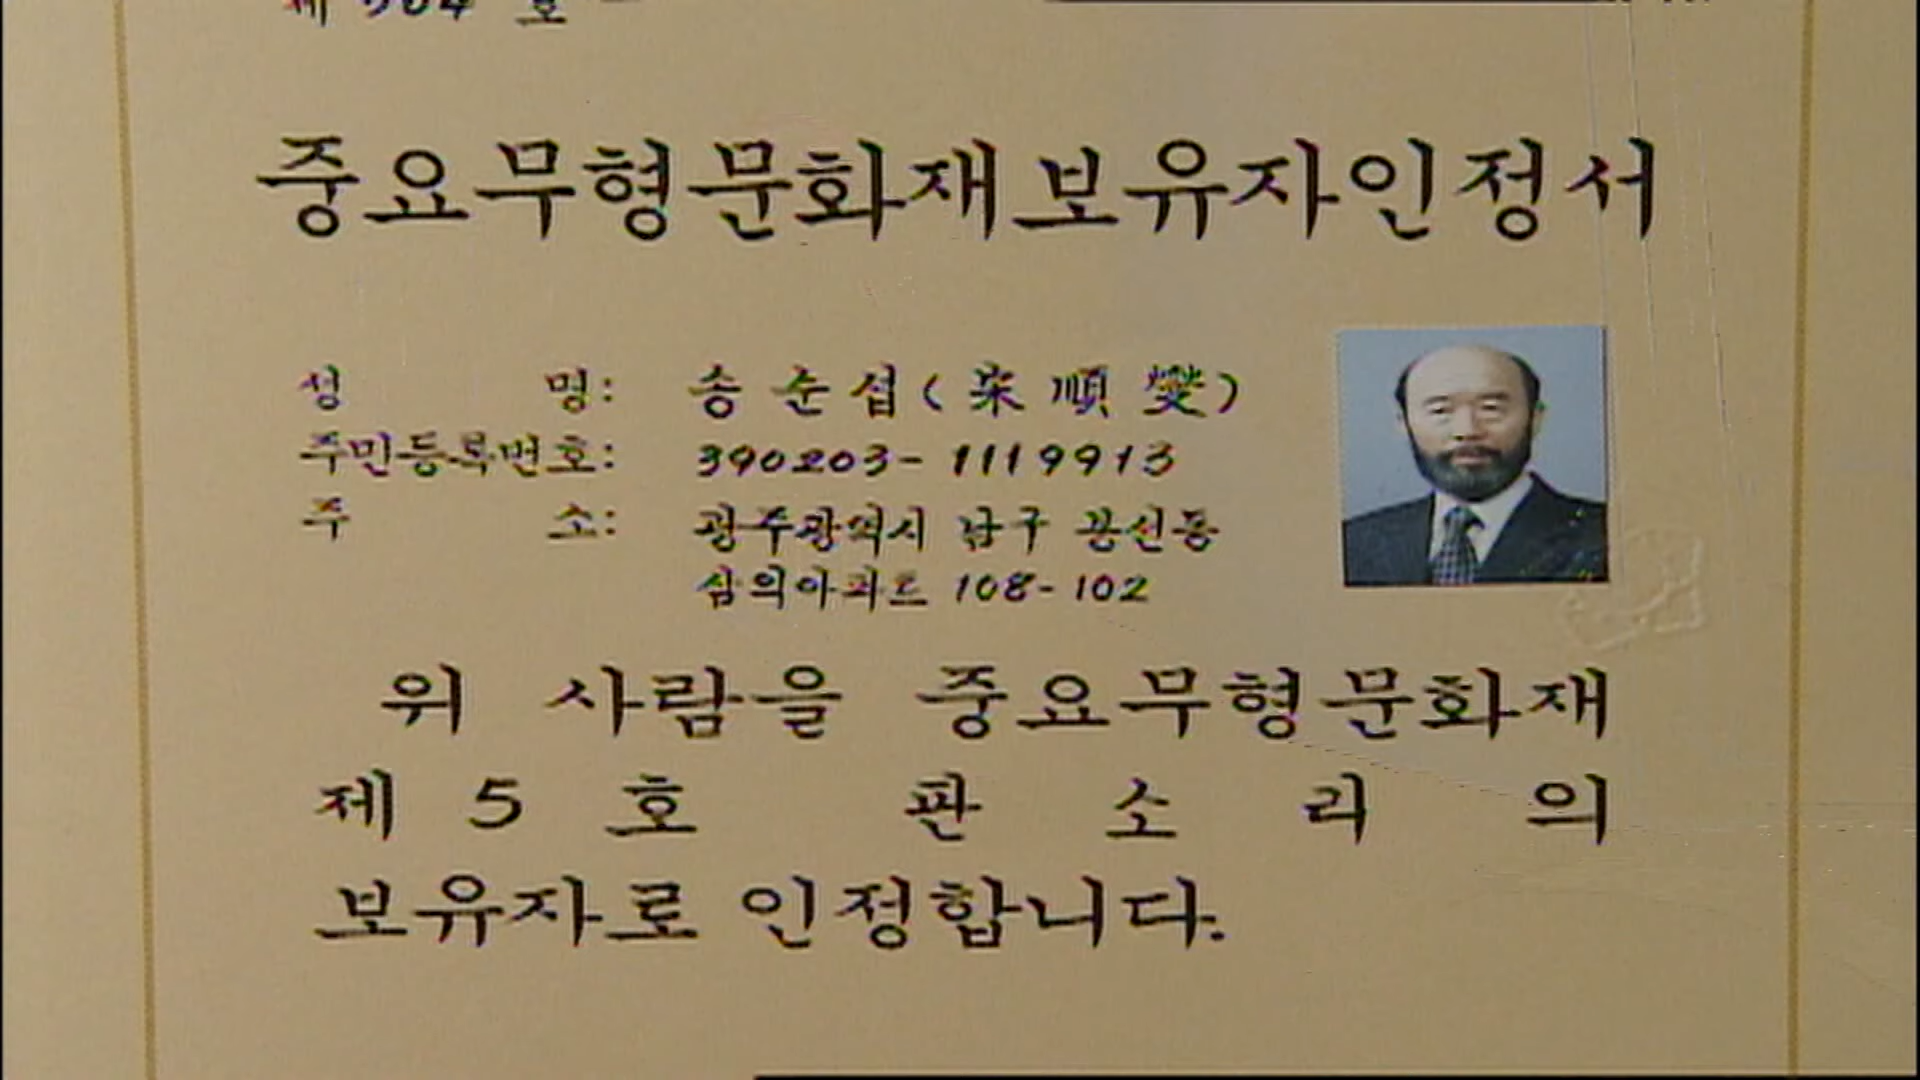 중요무형문화재보유자인정서
성 명: 송 순 섭 ( 宋 順 燮 )
주민등록번호: 390203-1119913
주 소: 광주광역시 남구 봉선동
삼익아파트 108-102
위 사람을 중요무형문화재
제 5 호 판 소 리 의
보유자로 인정합니다.